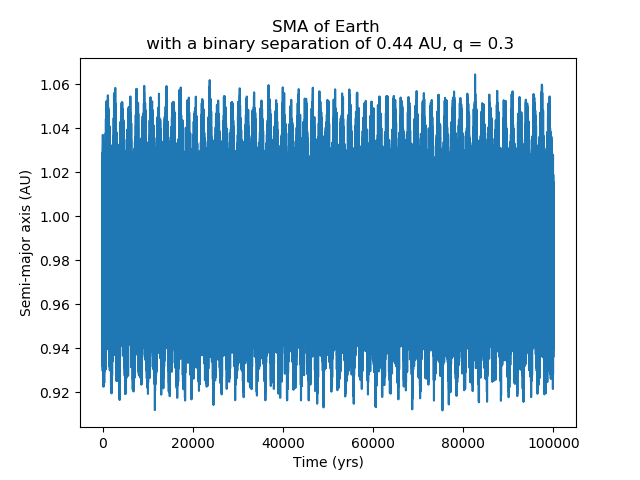 SMA of Earth
with a binary separation of 0.44 AU, q = 0.3
1.06
1.04
1.02
1.00
0.98
0.96
0.94
0.92
Semi-major axis (AU)
0 20000 40000 60000 80000 100000
Time (yrs)